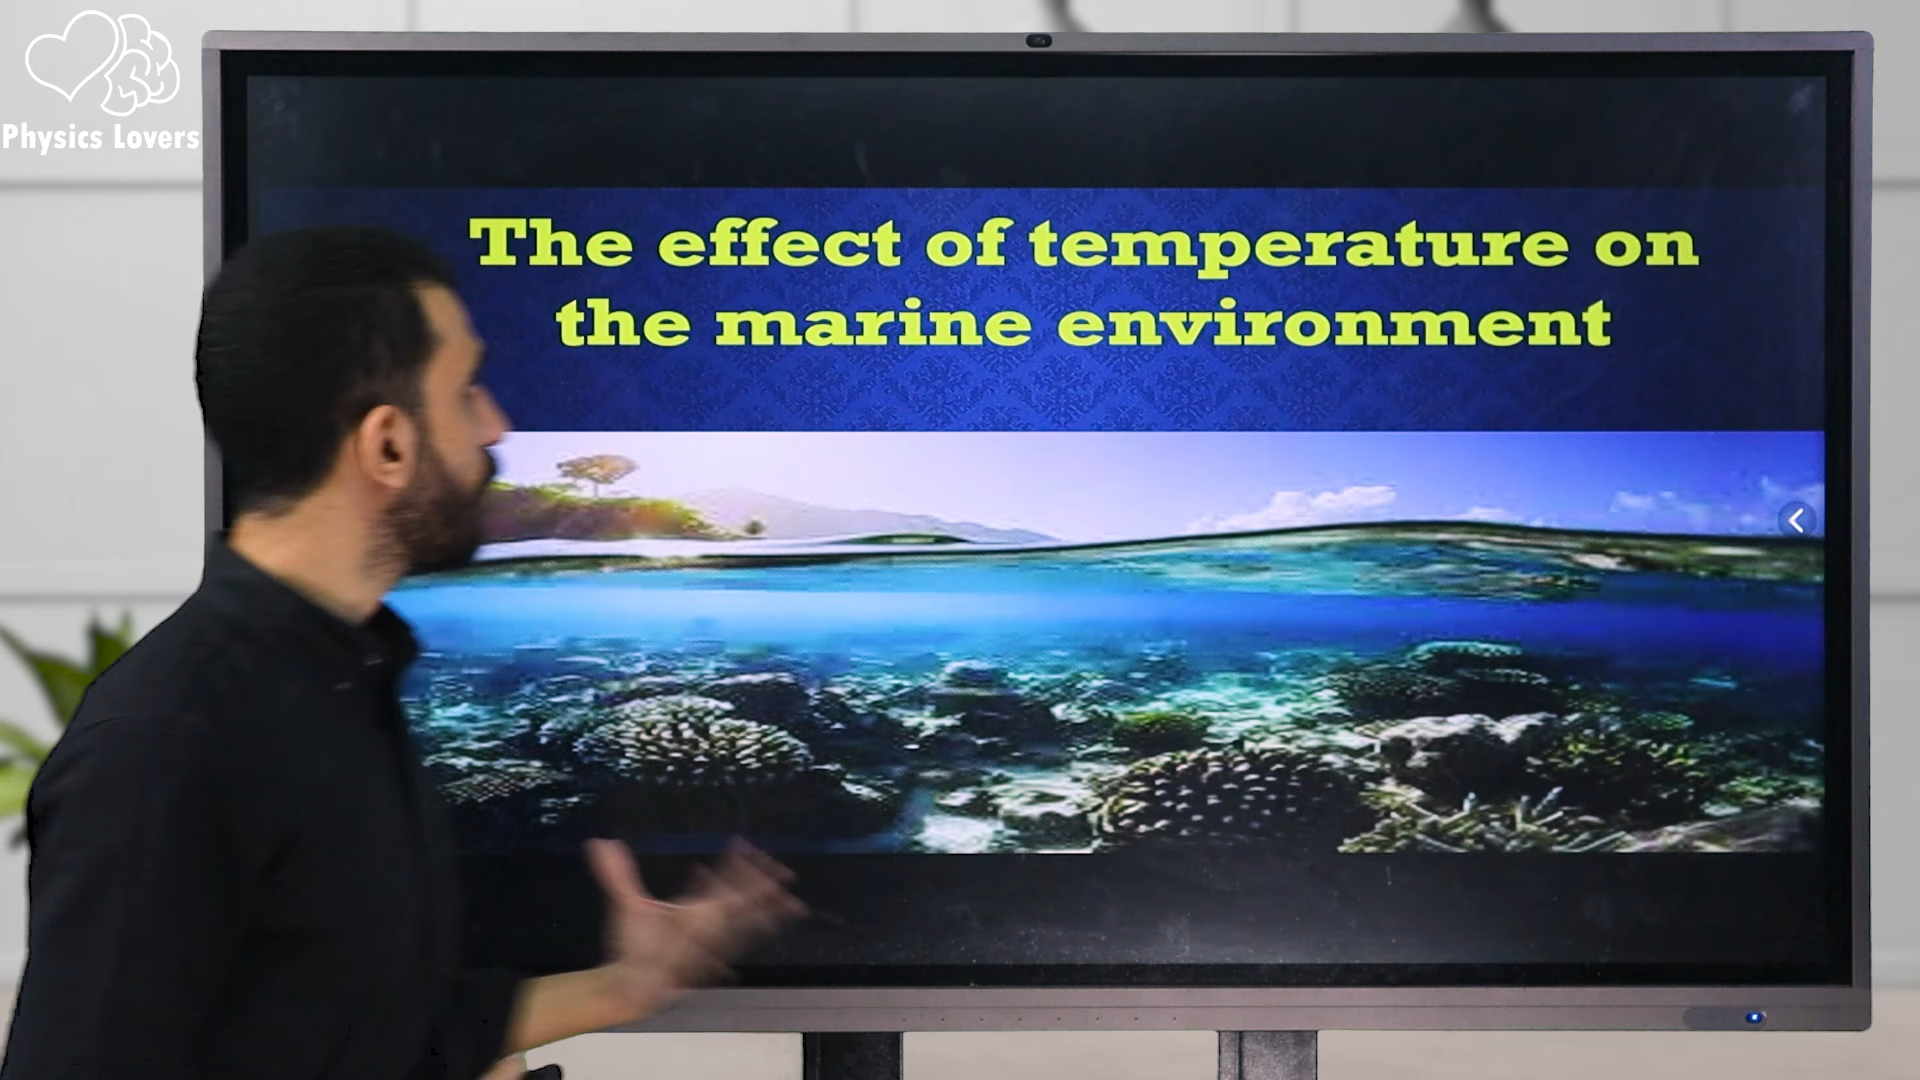 Physics Lovers
The effect of temperature on
the marine environment